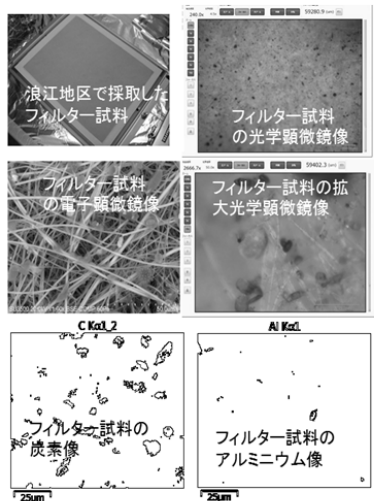 浪江地区で採取した
フィルター試料
フィルター試料
の光学顕微鏡像
フィルター試料
の電子顕微鏡像
フィルター試料の拡
大光学顕微鏡像
C Kα1_2
Al Kα1
フィルター試料の
炭素像
フィルター試料の
アルミニウム像
25um
25um